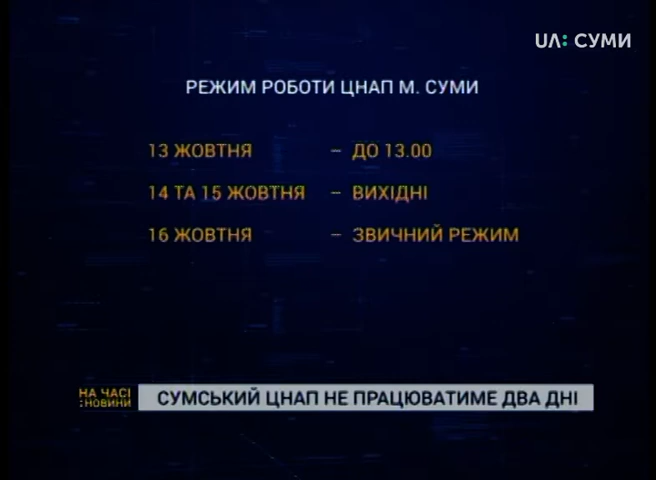 UA: СУМИ
РЕЖИМ РОБОТИ ЦНАП М. СУМИ
13 ЖОВТНЯ – ДО 13.00
14 ТА 15 ЖОВТНЯ – ВИХІДНІ
16 ЖОВТНЯ – ЗВИЧНИЙ РЕЖИМ
НА ЧАСІ
:НОВИНИ
СУМСЬКИЙ ЦНАП НЕ ПРАЦЮВАТИМЕ ДВА ДНІ